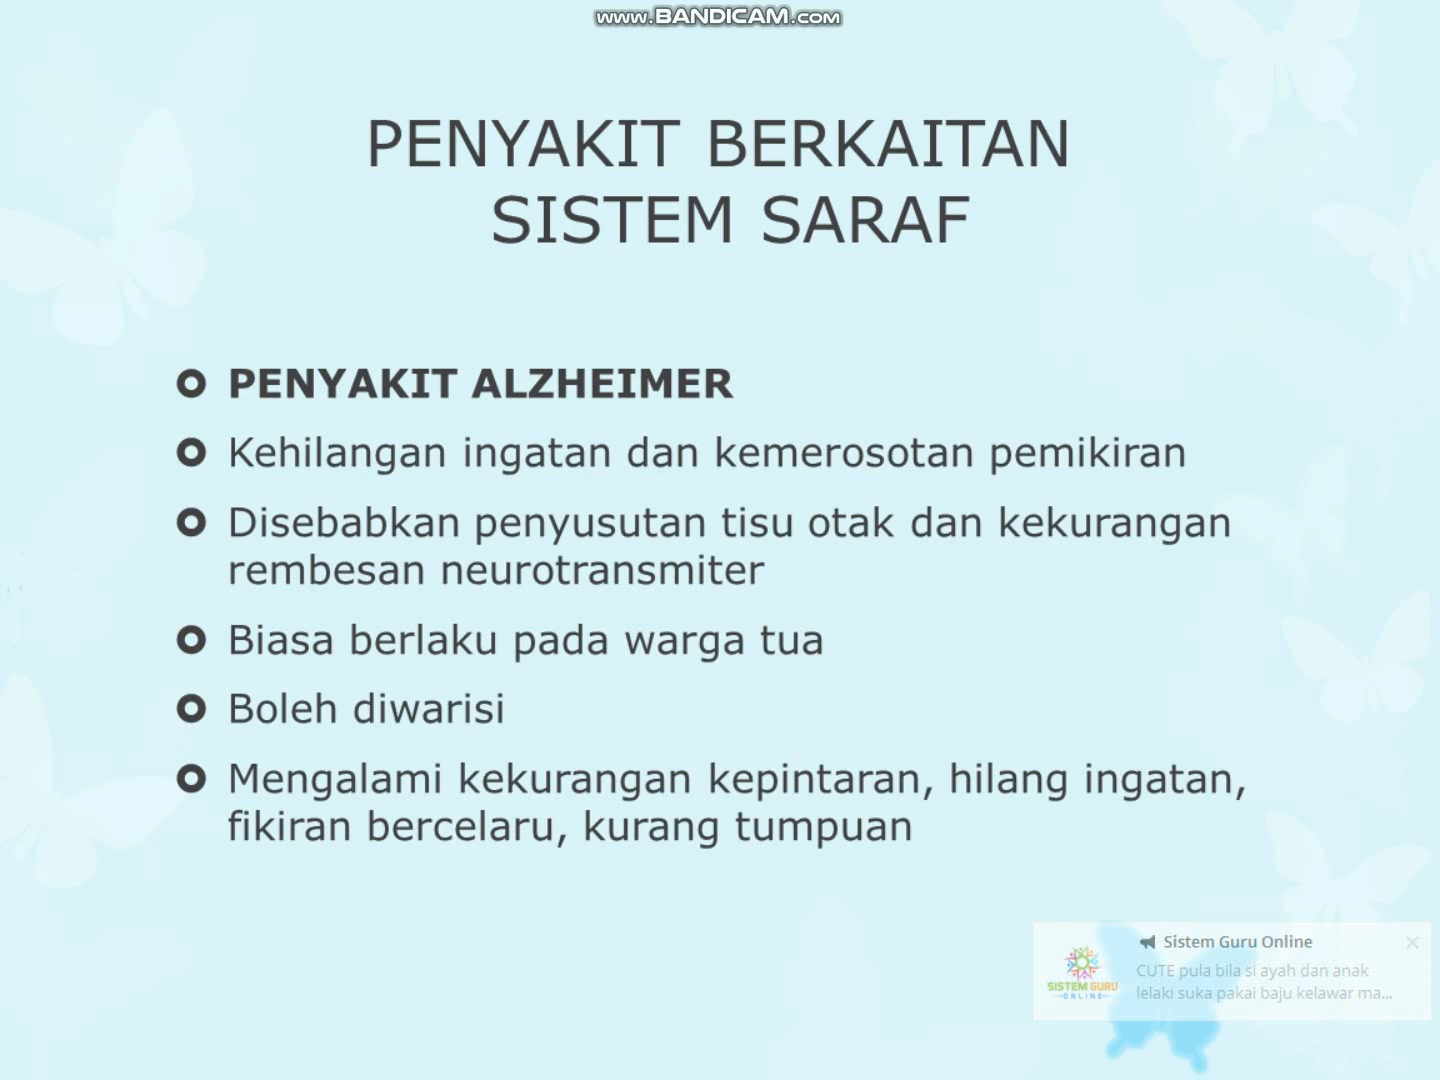 www.BANDICAM.com
PENYAKIT BERKAITAN
SISTEM SARAF
PENYAKIT ALZHEIMER
Kehilangan ingatan dan kemerosotan pemikiran
Disebabkan penyusutan tisu otak dan kekurangan
rembesan neurotransmiter
Biasa berlaku pada warga tua
Boleh diwarisi
Mengalami kekurangan kepintaran, hilang ingatan,
fikiran bercelaru, kurang tumpuan
Sistem Guru Online
CUTE pula bila si ayah dan anak
lelaki suka pakai baju kelawar ma...
SISTEM GURU
ONLINE